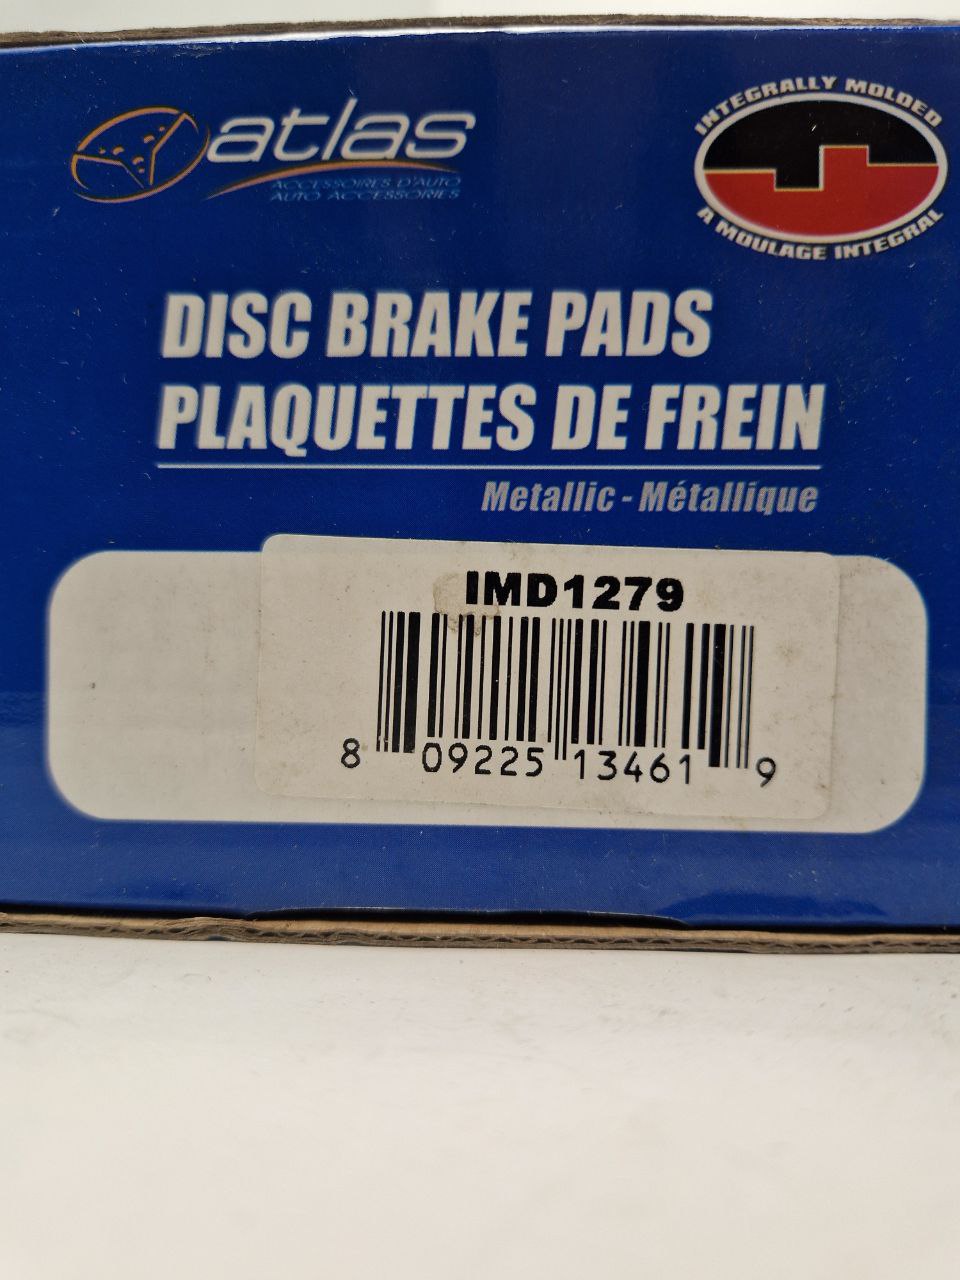 atlas
ACCESSOIRES D'AUTO
AUTO ACCESSORIES
INTEGRALLY MOLDED
A MOULAGE INTEGRAL
DISC BRAKE PADS
PLAQUETTES DE FREIN
Metallic - Métallique
IMD1279
8 09225 13461 9